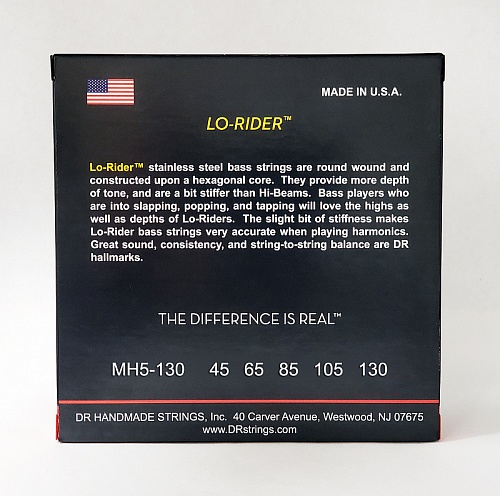 MADE IN U.S.A.
LO-RIDER™
Lo-Rider™ stainless steel bass strings are round wound and
constructed upon a hexagonal core. They provide more depth
of tone, and are a bit stiffer than Hi-Beams. Bass players who
are into slapping, popping, and tapping will love the highs as
well as depths of Lo-Riders. The slight bit of stiffness makes
Lo-Rider bass strings very accurate when playing harmonics.
Great sound, consistency, and string-to-string balance are DR
hallmarks.
THE DIFFERENCE IS REAL™
MH5-130 45 65 85 105 130
DR HANDMADE STRINGS, Inc. 40 Carver Avenue, Westwood, NJ 07675
www.DRstrings.com